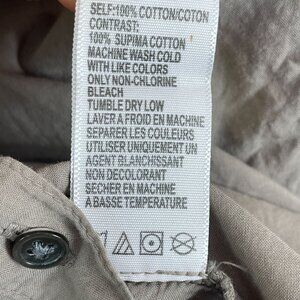 SELF:100% COTTON/COTON
CONTRAST:
100% SUPIMA COTTON
MACHINE WASH COLD
WITH LIKE COLORS
ONLY NON-CHLORINE
BLEACH
TUMBLE DRY LOW
LAVER A FROID EN MACHINE
SEPARER LES COULEURS
UTILISER UNIQUEMENT UN
AGENT BLANCHISSANT
NON DECOLORANT
SECHER EN MACHINE
A BASSE TEMPERATURE